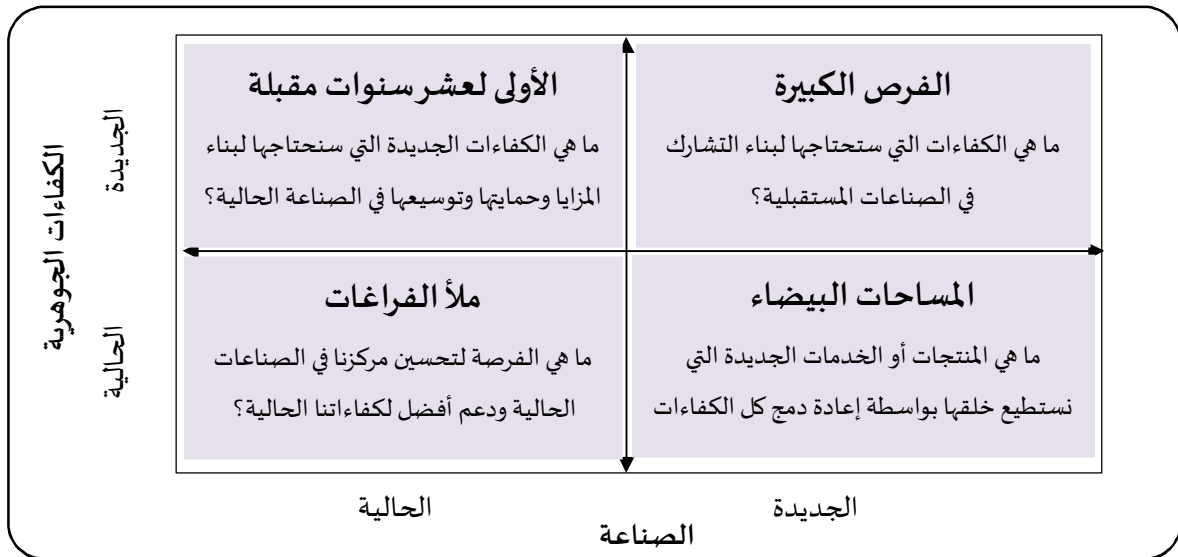 الكفاءات الجوهرية
الجديدة
الحالية
الفرص الكبيرة
ما هي الكفاءات التي ستحتاجها لبناء التشارك
في الصناعات المستقبلية؟
الأولى لعشر سنوات مقبلة
ما هي الكفاءات الجديدة التي سنحتاجها لبناء
المزايا وحمايتها وتوسيعها في الصناعة الحالية؟
المساحات البيضاء
ما هي المنتجات أو الخدمات الجديدة التي
نستطيع خلقها بواسطة إعادة دمج كل الكفاءات
ملأ الفراغات
ما هي الفرصة لتحسين مركزنا في الصناعات
الحالية ودعم أفضل لكفاءاتنا الحالية؟
الجديدة
الحالية
الصناعة